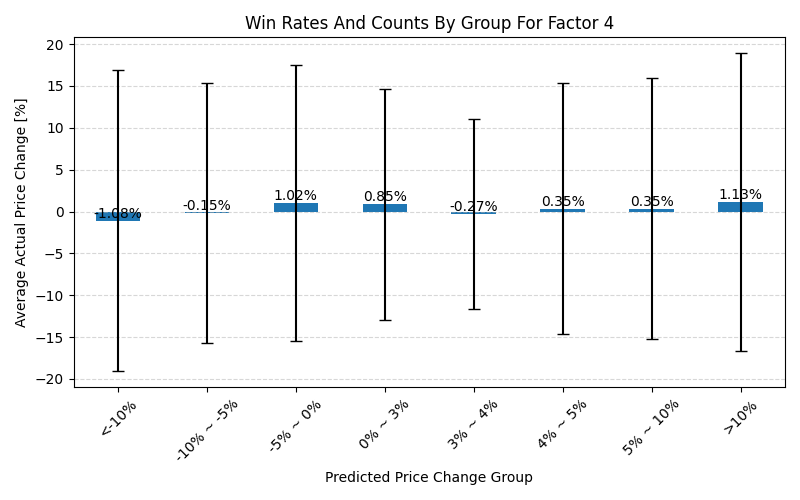 Win Rates And Counts By Group For Factor 4
Average Actual Price Change [%]
20
15
10
5
0
−5
−10
−15
−20
-1.08%
-0.15%
1.02%
0.85%
-0.27%
0.35%
0.35%
1.13%
<-10%
-10% ~ -5%
-5% ~ 0%
0% ~ 3%
3% ~ 4%
4% ~ 5%
5% ~ 10%
>10%
Predicted Price Change Group